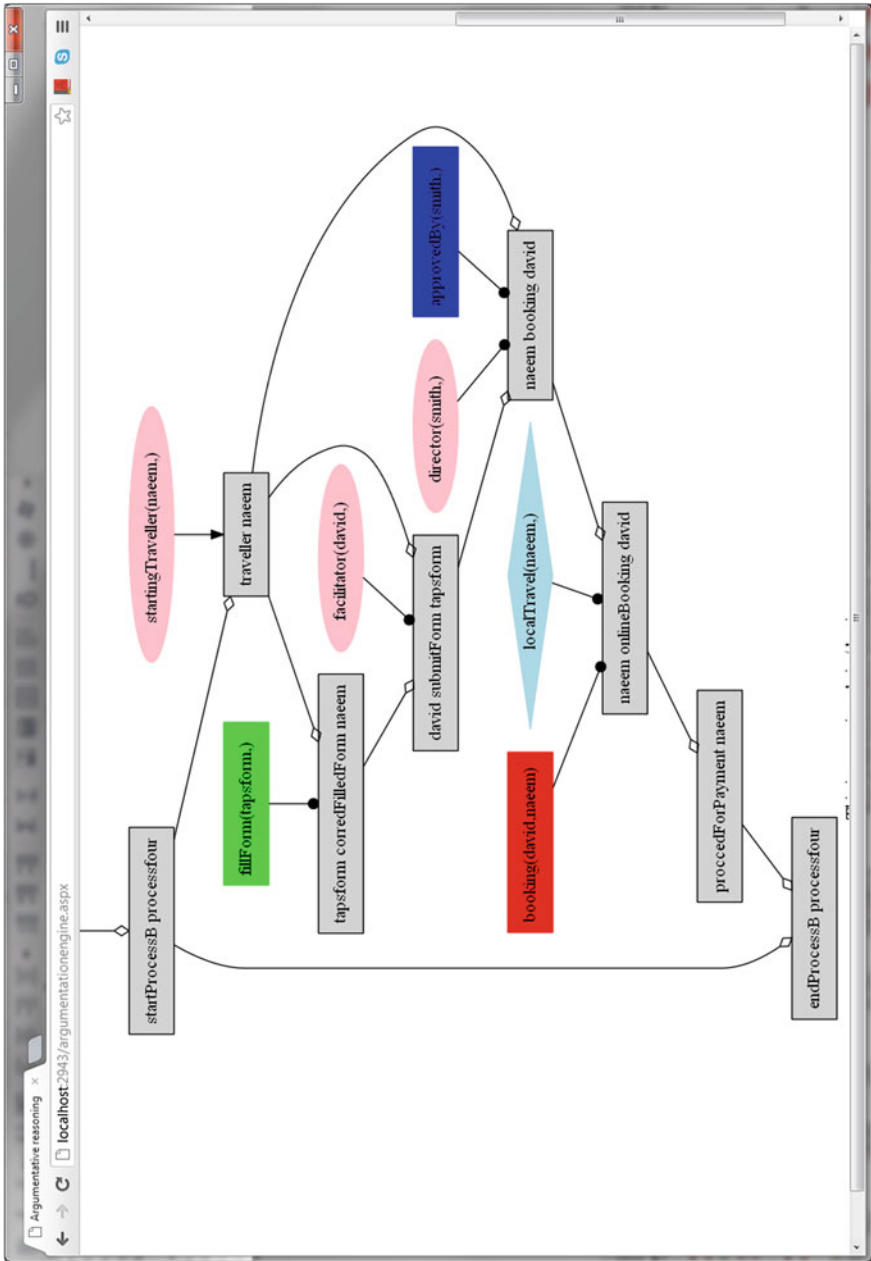 Argumentative reasoning ×
localhost:2943/argumentationengine.aspx
startProcessB processfour
startingTraveller(naeem,)
traveller naeem
fillForm(tapsform,)
facilitator(david,)
tapsform corredFilledForm naeem
david submitForm tapsform
director(smith,)
approvedBy(smith,)
booking(david,naeem)
localTravel(naeem,)
naeem booking david
naeem onlineBooking david
proccedForPayment naeem
endProcessB processfour